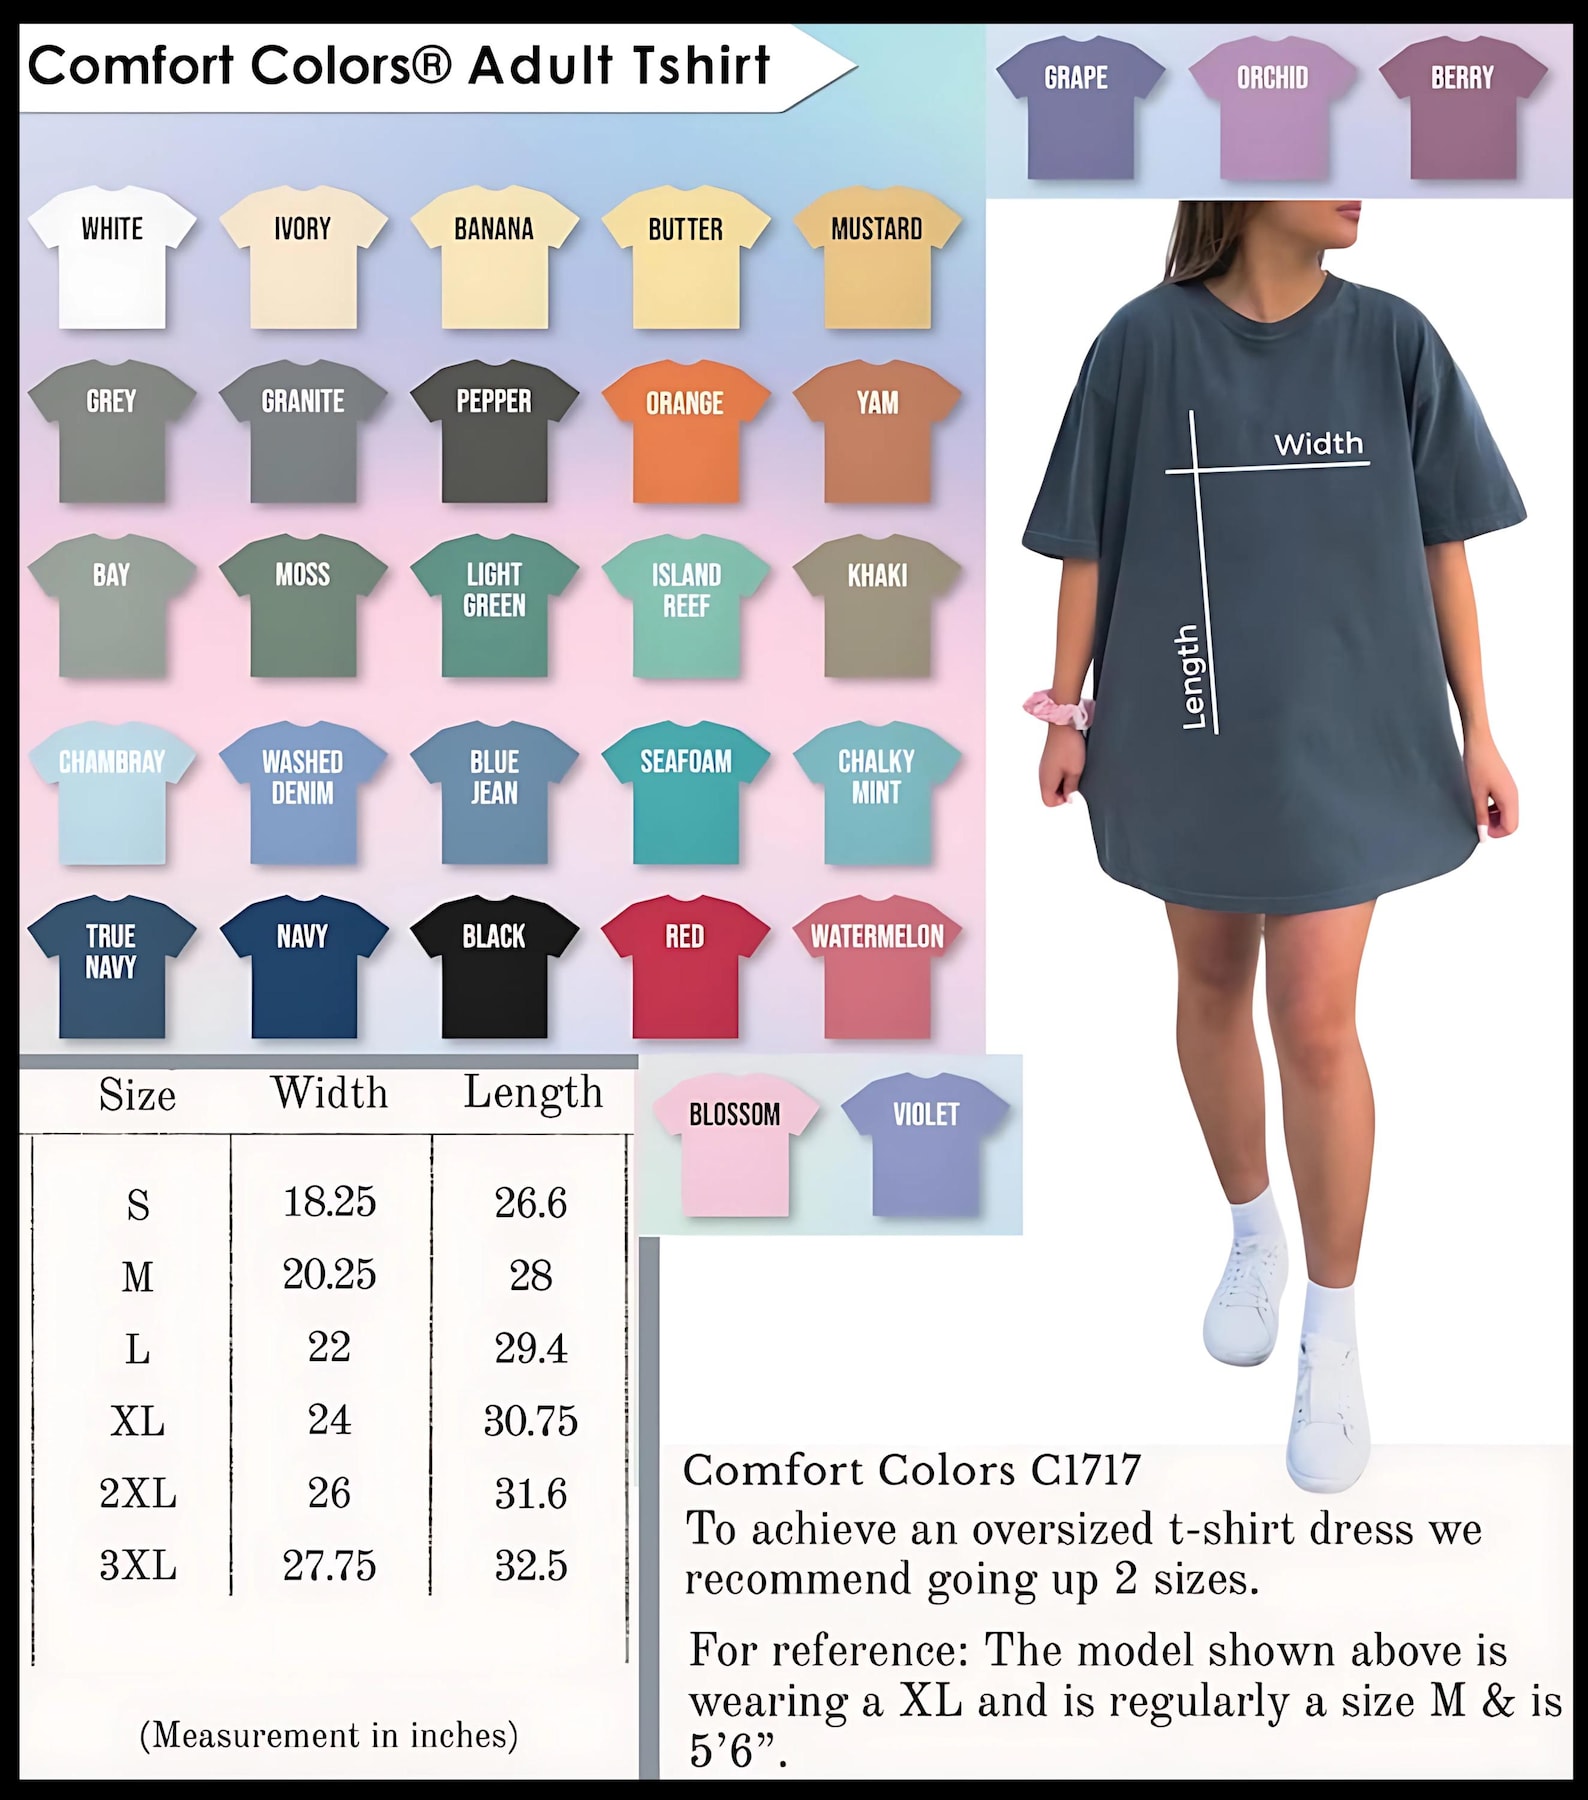 Comfort Colors® Adult Tshirt
GRAPE
ORCHID
BERRY
WHITE
IVORY
BANANA
BUTTER
MUSTARD
GREY
GRANITE
PEPPER
ORANGE
YAM
BAY
MOSS
LIGHT
GREEN
ISLAND
REEF
KHAKI
CHAMBRAY
WASHED
DENIM
BLUE
JEAN
SEAFOAM
CHALKY
MINT
TRUE
NAVY
NAVY
BLACK
RED
WATERMELON
BLOSSOM
VIOLET
Width
Length
Size Width Length
S 18.25 26.6
M 20.25 28
L 22 29.4
XL 24 30.75
2XL 26 31.6
3XL 27.75 32.5
(Measurement in inches)
Comfort Colors C1717
To achieve an oversized t-shirt dress we
recommend going up 2 sizes.
For reference: The model shown above is
wearing a XL and is regularly a size M & is
5’6”.